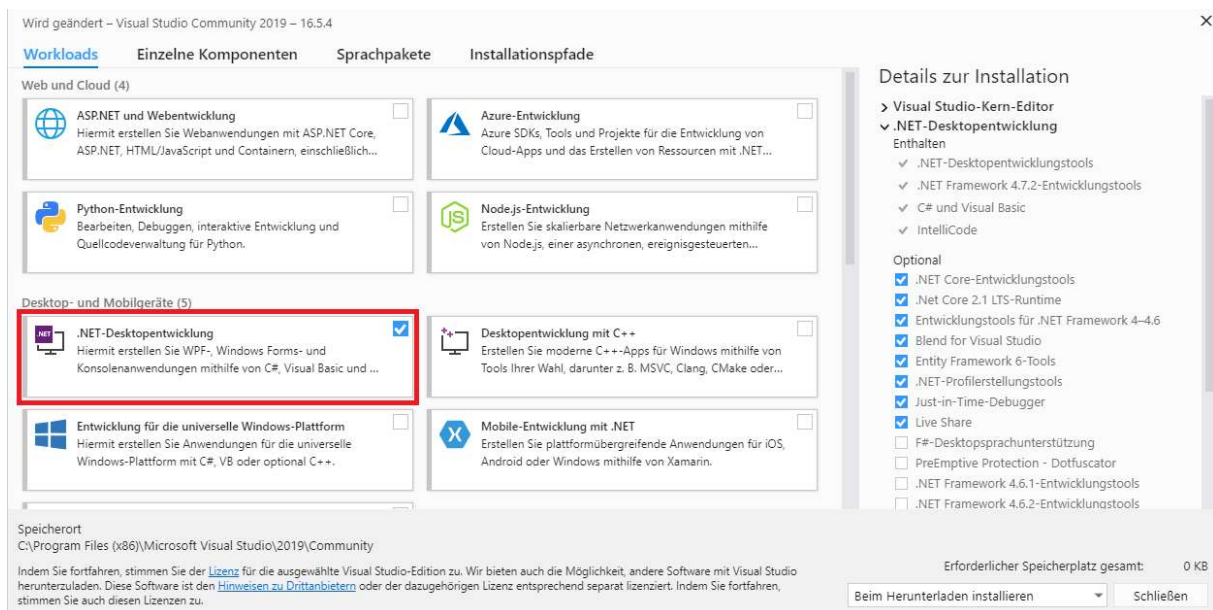 Wird geändert – Visual Studio Community 2019 – 16.5.4
Workloads
Einzelne Komponenten
Sprachpakete
Installationspfade
Web und Cloud (4)
ASP.NET und Webentwicklung
Hiermit erstellen Sie Webanwendungen mit ASP.NET Core,
ASP.NET, HTML/JavaScript und Containern, einschließlich...
Azure-Entwicklung
Azure SDKs, Tools und Projekte für die Entwicklung von
Cloud-Apps und das Erstellen von Ressourcen mit .NET...
Python-Entwicklung
Bearbeiten, Debuggen, interaktive Entwicklung und
Quellcodeverwaltung für Python.
JS
Node.js-Entwicklung
Erstellen Sie skalierbare Netzwerkanwendungen mithilfe
von Node.js, einer asynchronen, ereignisgesteuerten...
Desktop- und Mobilgeräte (5)
.NET
.NET-Desktopentwicklung
Hiermit erstellen Sie WPF-, Windows Forms- und
Konsolenanwendungen mithilfe von C#, Visual Basic und ...
Desktopentwicklung mit C++
Erstellen Sie moderne C++-Apps für Windows mithilfe von
Tools Ihrer Wahl, darunter z. B. MSVC, Clang, CMake oder...
Entwicklung für die universelle Windows-Plattform
Hiermit erstellen Sie Anwendungen für die universelle
Windows-Plattform mit C#, VB oder optional C++.
Mobile-Entwicklung mit .NET
Erstellen Sie plattformübergreifende Anwendungen für iOS,
Android oder Windows mithilfe von Xamarin.
Details zur Installation
Visual Studio-Kern-Editor
.NET-Desktopentwicklung
Enthalten
.NET-Desktopentwicklungstools
.NET Framework 4.7.2-Entwicklungstools
C# und Visual Basic
IntelliCode
Optional
.NET Core-Entwicklungstools
.Net Core 2.1 LTS-Runtime
Entwicklungstools für .NET Framework 4–4.6
Blend for Visual Studio
Entity Framework 6-Tools
.NET-Profilerstellungstools
Just-in-Time-Debugger
Live Share
F#-Desktopsprachunterstützung
PreEmptive Protection - Dotfuscator
.NET Framework 4.6.1-Entwicklungstools
.NET Framework 4.6.2-Entwicklungstools
Speicherort
C:\Program Files (x86)\Microsoft Visual Studio\2019\Community
Indem Sie fortfahren, stimmen Sie der Lizenz für die ausgewählte Visual Studio-Edition zu. Wir bieten auch die Möglichkeit, andere Software mit Visual Studio
herunterzuladen. Diese Software ist den Hinweisen zu Drittanbietern oder der dazugehörigen Lizenz entsprechend separat lizenziert. Indem Sie fortfahren,
stimmen Sie auch diesen Lizenzen zu.
Erforderlicher Speicherplatz gesamt: 0 KB
Beim Herunterladen installieren
Schließen